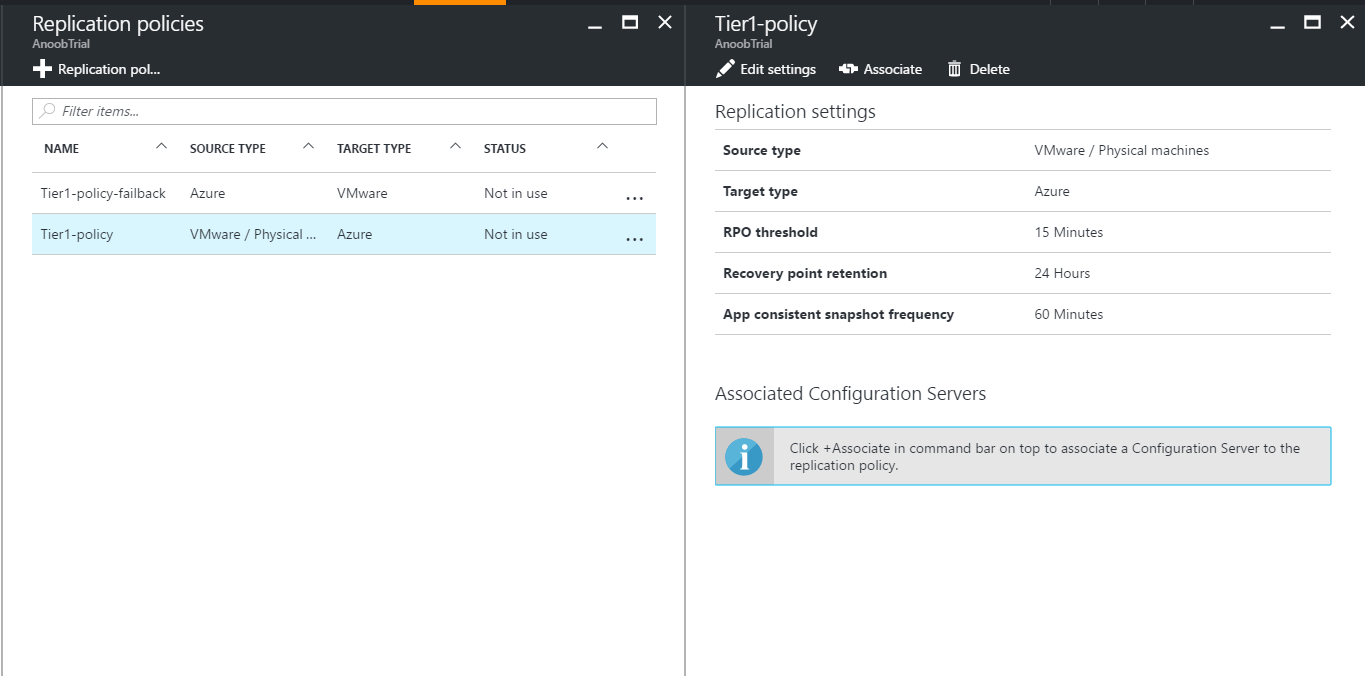 Replication policies
AnoobTrial
Replication pol...
Filter items...
NAME SOURCE TYPE TARGET TYPE STATUS
Tier1-policy-failback Azure VMware Not in use ...
Tier1-policy VMware / Physical ... Azure Not in use ...
Tier1-policy
AnoobTrial
Edit settings Associate Delete
Replication settings
Source type VMware / Physical machines
Target type Azure
RPO threshold 15 Minutes
Recovery point retention 24 Hours
App consistent snapshot frequency 60 Minutes
Associated Configuration Servers
Click +Associate in command bar on top to associate a Configuration Server to the
replication policy.